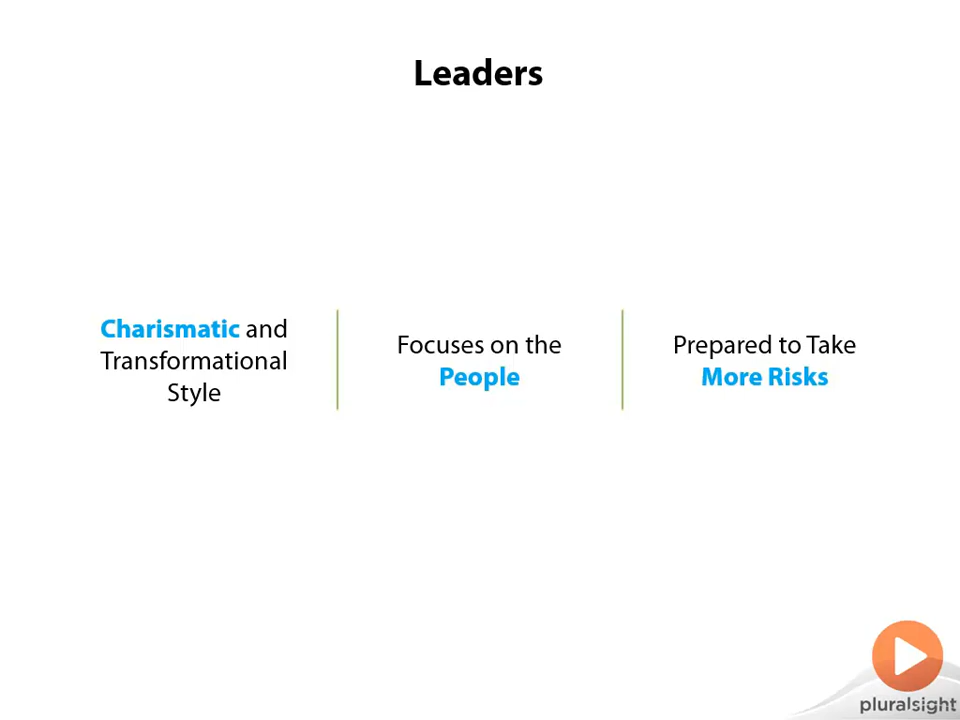 Leaders
Charismatic and
Transformational
Style
Focuses on the
People
Prepared to Take
More Risks
pluralsight